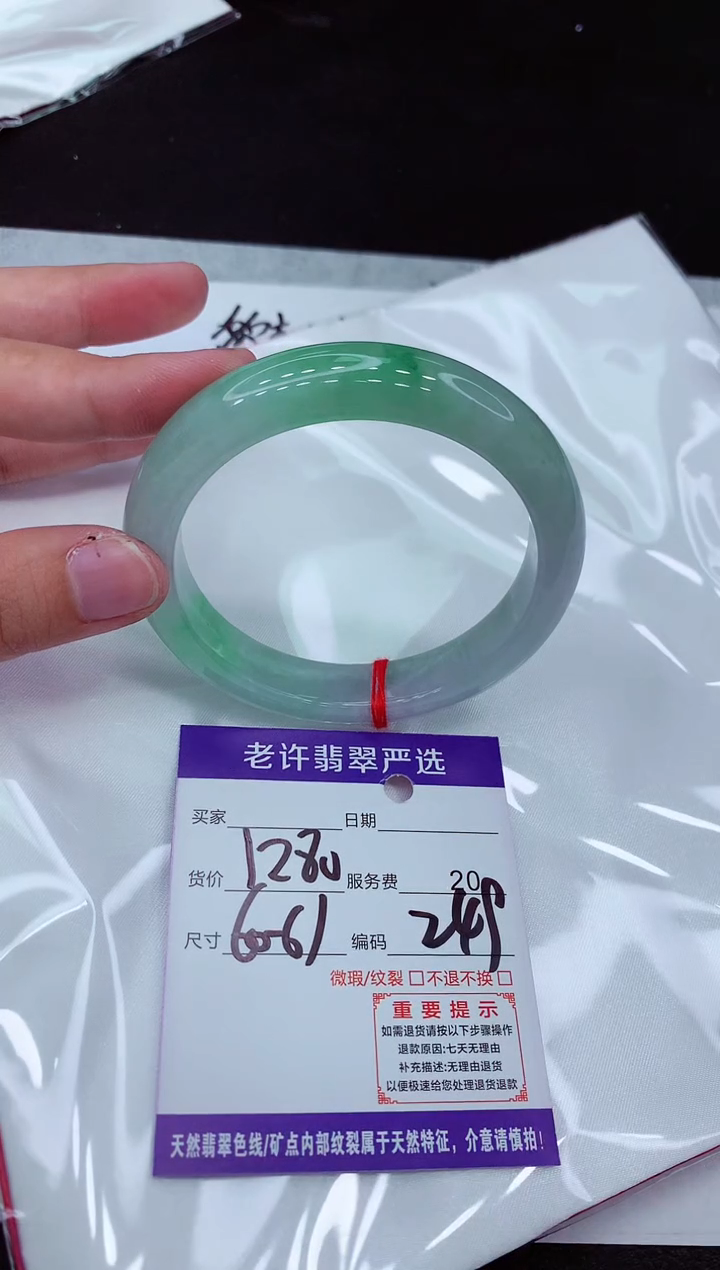 老许翡翠严选
买家 日期
货价 1280 服务费 20
尺寸 60-61 编码 249
微瑕/纹裂 □ 不退不换 □
重要提示
如需退货请按以下步骤操作
退款原因:七天无理由
补充描述:无理由退货
以便极速给您处理退货退款
天然翡翠色线/矿点内部纹裂属于天然特征，介意请慎拍！